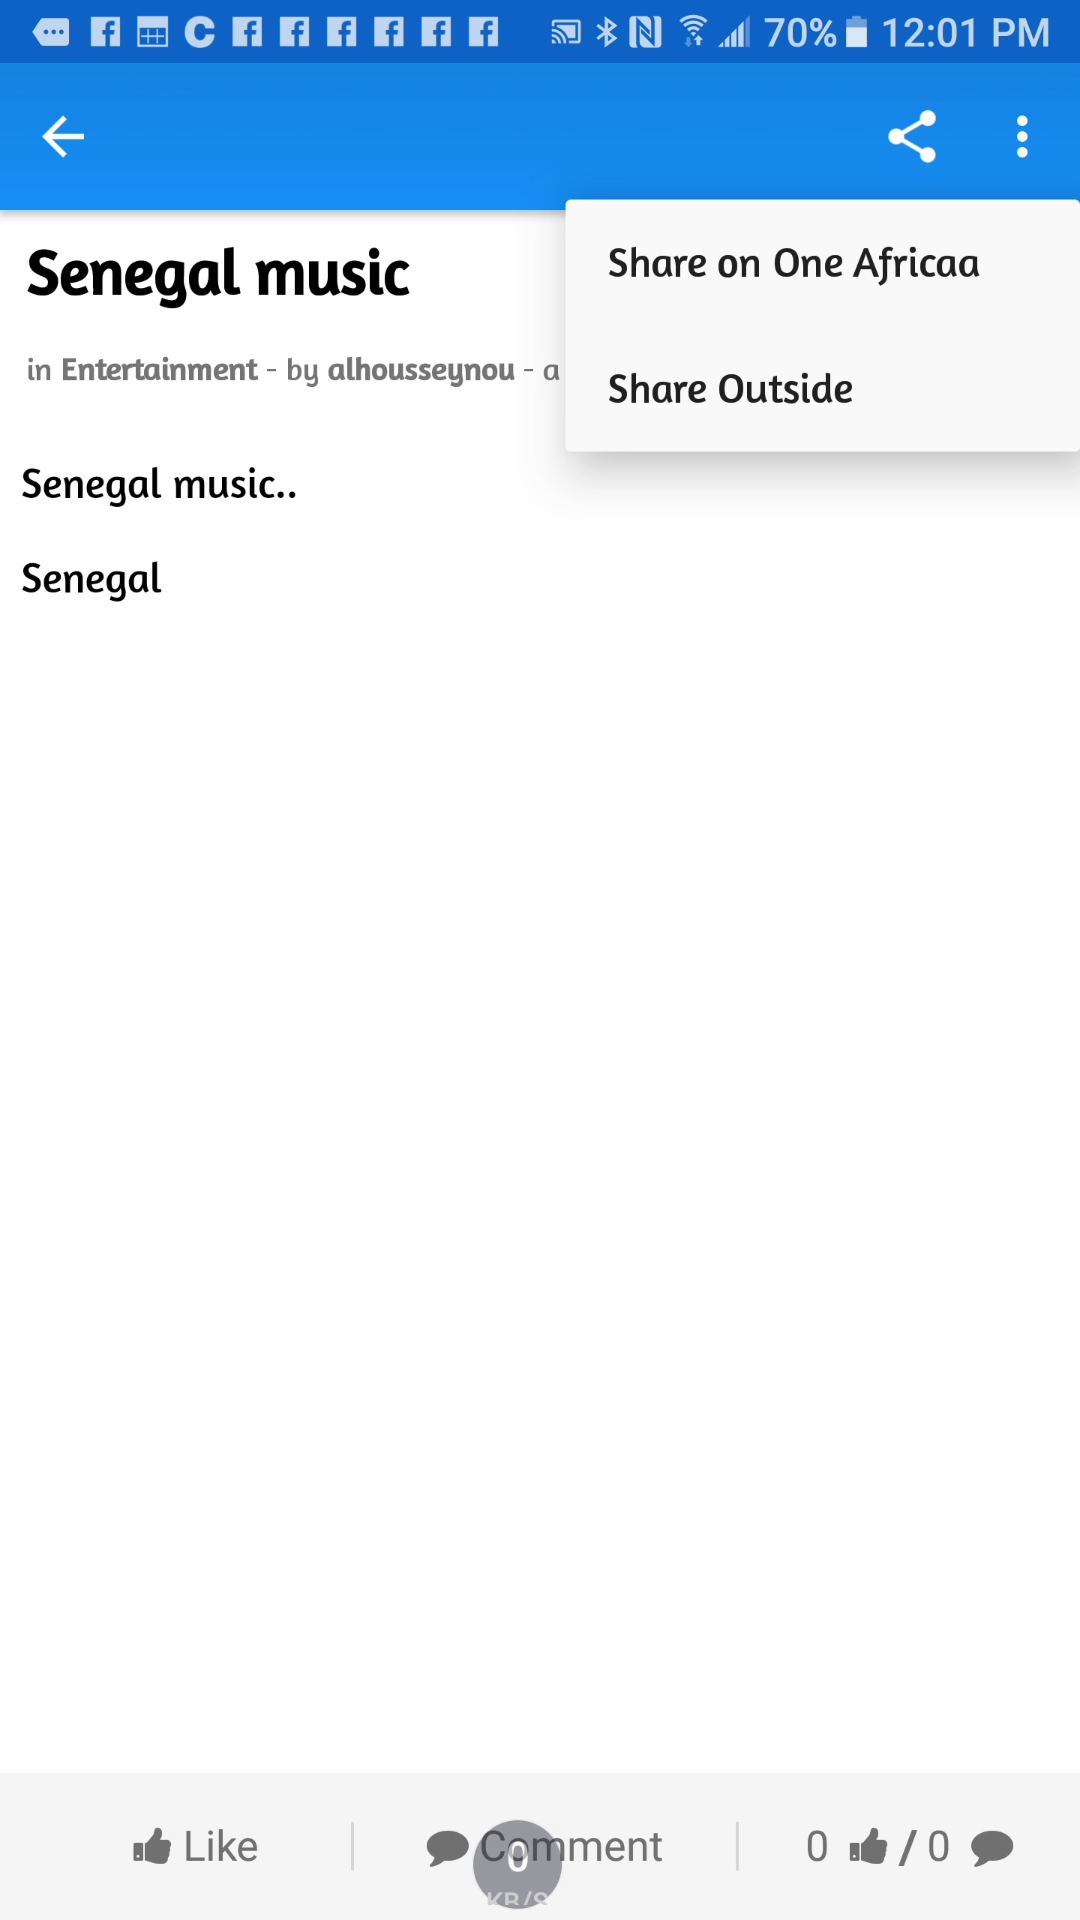 70% 12:01 PM
Share on One Africaa
Share Outside
Senegal music
in Entertainment - by alhousseynou - a
Senegal music..
Senegal
Like
Comment
0 / 0
0
KB/S